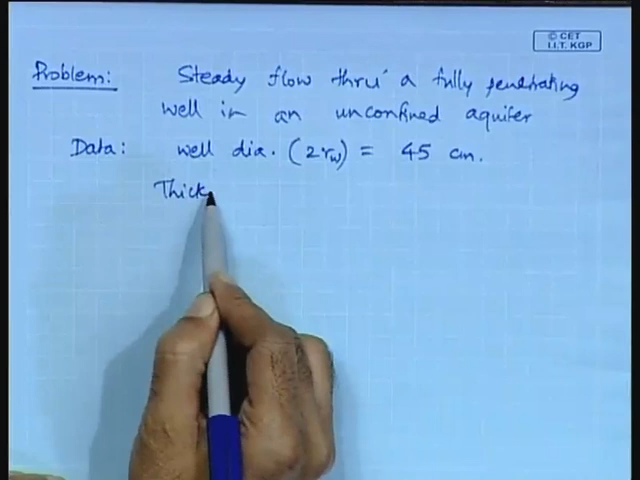 © CET
I.I.T. KGP
Problem: Steady flow thru' a fully penetrating
well in an unconfined aquifer
Data: well dia. (2rw) = 45 cm.
Thick